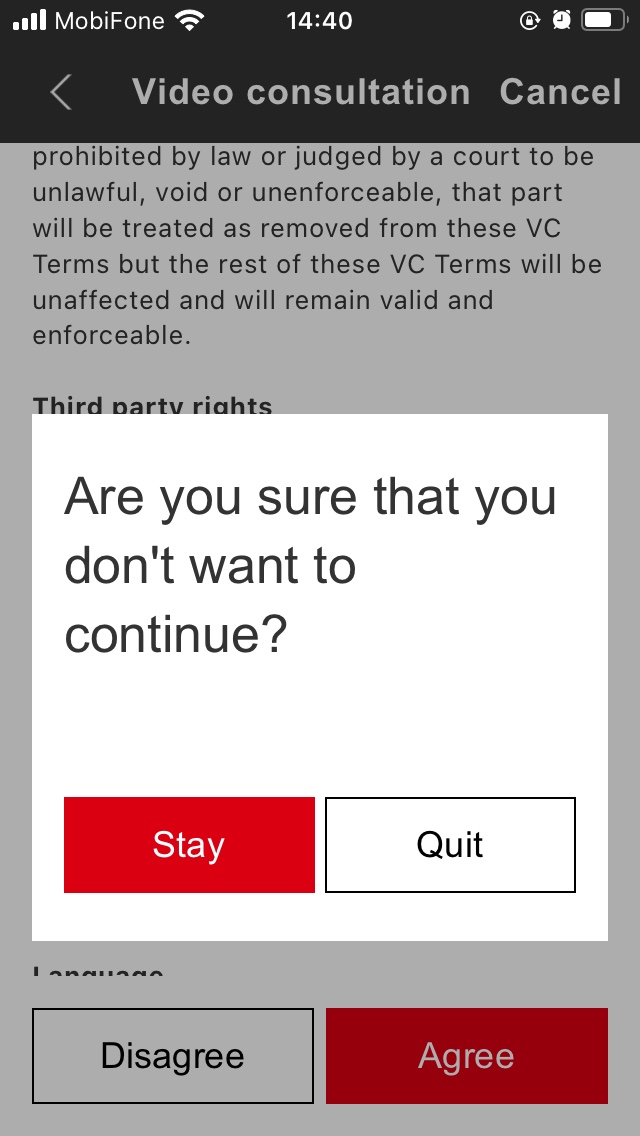 MobiFone 14:40
Video consultation Cancel
prohibited by law or judged by a court to be
unlawful, void or unenforceable, that part
will be treated as removed from these VC
Terms but the rest of these VC Terms will be
unaffected and will remain valid and
enforceable.
Third party rights
Are you sure that you
don't want to
continue?
Stay Quit
Language
Disagree Agree